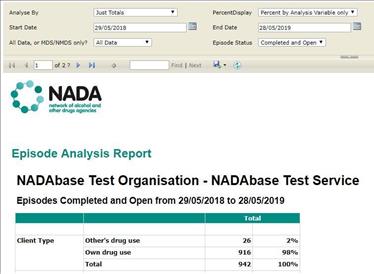 Analyse By Just Totals PercentDisplay Percent by Analysis Variable only
Start Date 29/05/2018 End Date 28/05/2019
All Data, or MDS/NMDS only? All Data Episode Status Completed and Open
1 of 2 ? Find | Next
NADA
network of alcohol and
other drugs agencies
Episode Analysis Report
NADAbase Test Organisation - NADAbase Test Service
Episodes Completed and Open from 29/05/2018 to 28/05/2019
Total
Client Type Other's drug use 26 2%
Own drug use 916 98%
Total 942 100%